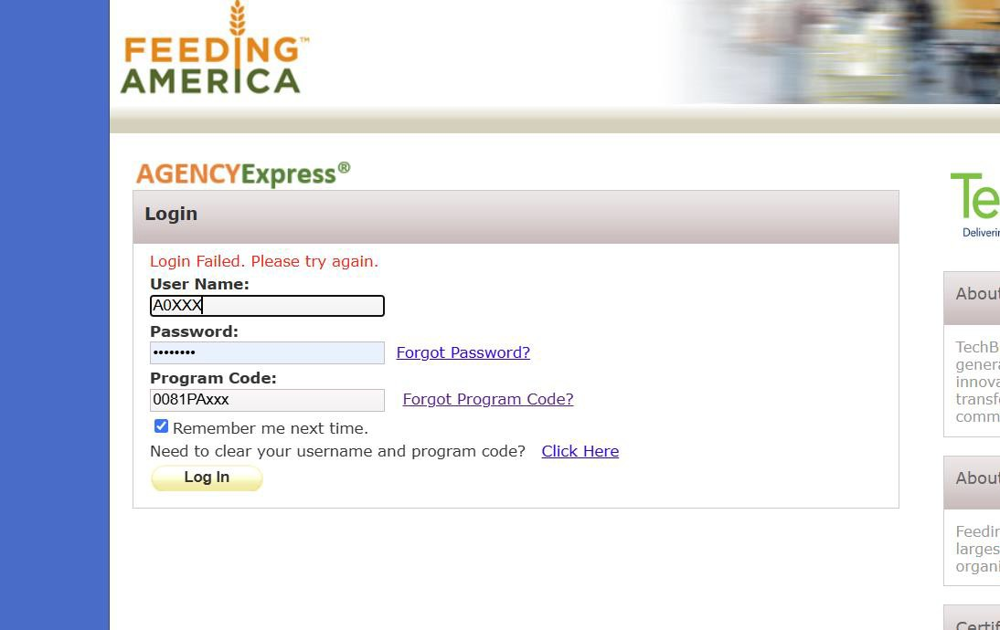 FEEDING™
AMERICA
AGENCYExpress®
Login
Login Failed. Please try again.
User Name:
A0XXX
Password:
••••••••
Forgot Password?
Program Code:
0081PAxxx
Forgot Program Code?
Remember me next time.
Need to clear your username and program code? Click Here
Log In
Te
Deliverin
About
TechB
genera
innova
transf
comm
About
Feedin
larges
organi
Certif